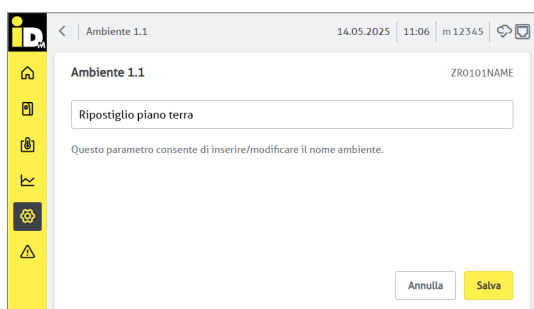 iDM
Ambiente 1.1 14.05.2025 11:06 m12345
Ambiente 1.1 ZR0101NAME
Ripostiglio piano terra
Questo parametro consente di inserire/modificare il nome ambiente.
Annulla Salva